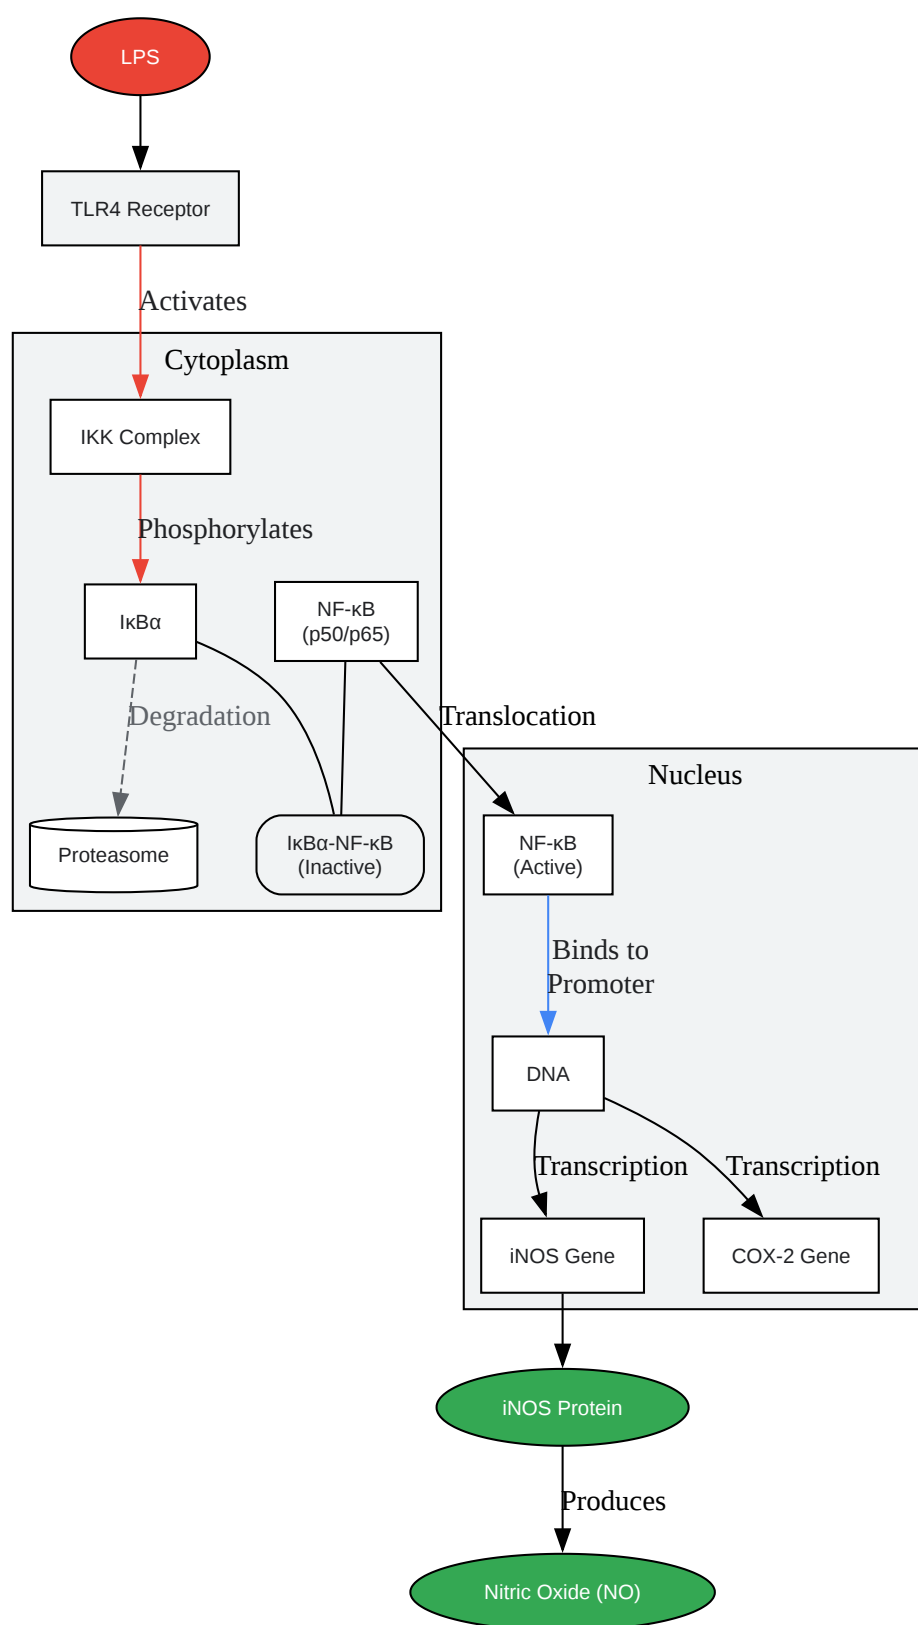 LPS
TLR4 Receptor
Activates
Cytoplasm
IKK Complex
Phosphorylates
IκBα
NF-κB
(p50/p65)
Degradation
Translocation
Nucleus
Proteasome
IκBα-NF-κB
(Inactive)
NF-κB
(Active)
Binds to
Promoter
DNA
Transcription
Transcription
iNOS Gene
COX-2 Gene
iNOS Protein
Produces
Nitric Oxide (NO)